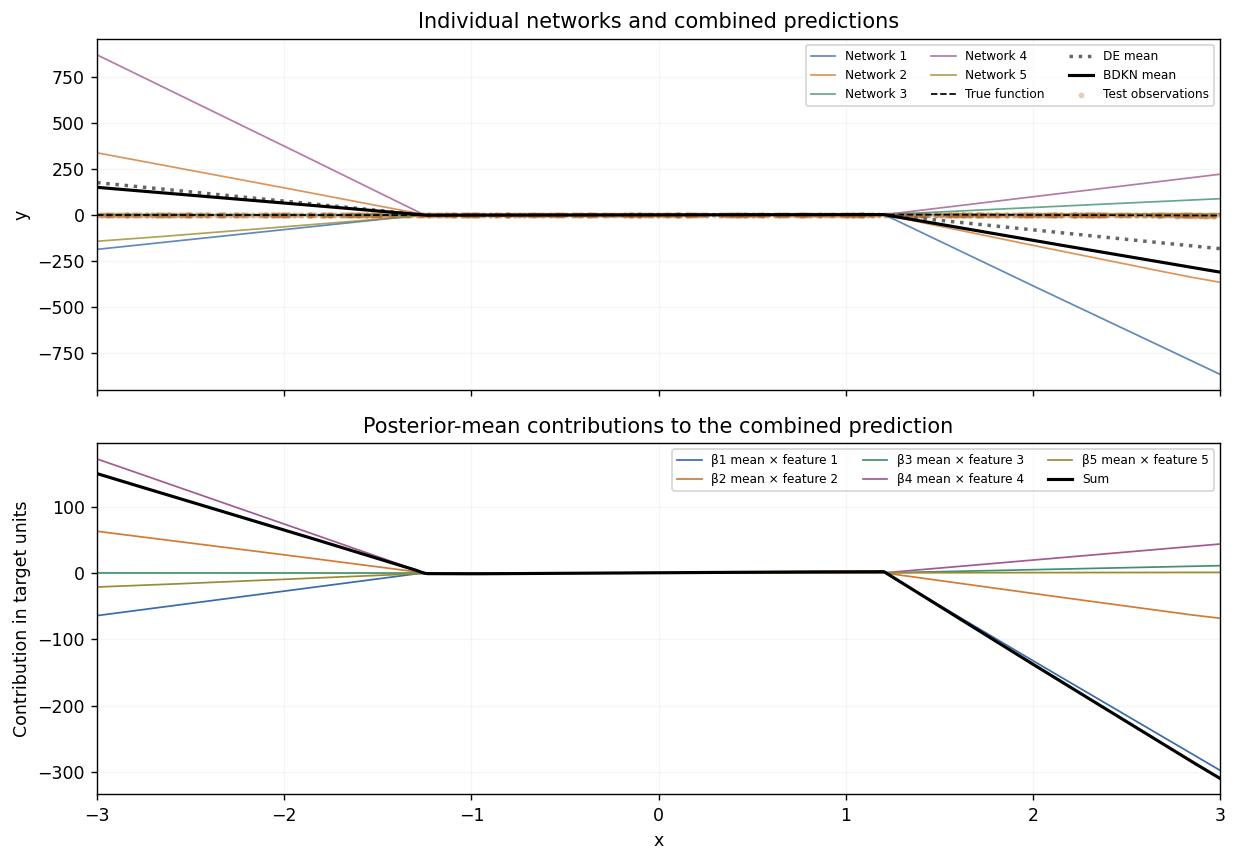 Individual networks and combined predictions
Network 1
Network 2
Network 3
Network 4
Network 5
True function
DE mean
BDKN mean
Test observations
y
750
500
250
0
−250
−500
−750
Posterior-mean contributions to the combined prediction
β1 mean × feature 1
β2 mean × feature 2
β3 mean × feature 3
β4 mean × feature 4
β5 mean × feature 5
Sum
Contribution in target units
100
0
−100
−200
−300
−3
−2
−1
0
1
2
3
x